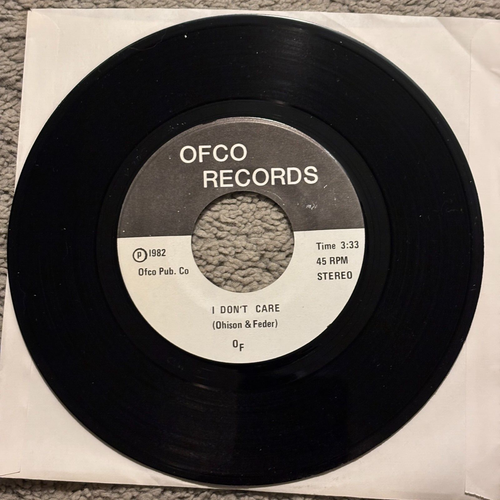 OFCO
RECORDS
℗1982
Ofco Pub. Co
Time 3:33
45 RPM
STEREO
I DON'T CARE
(Ohison & Feder)
OF